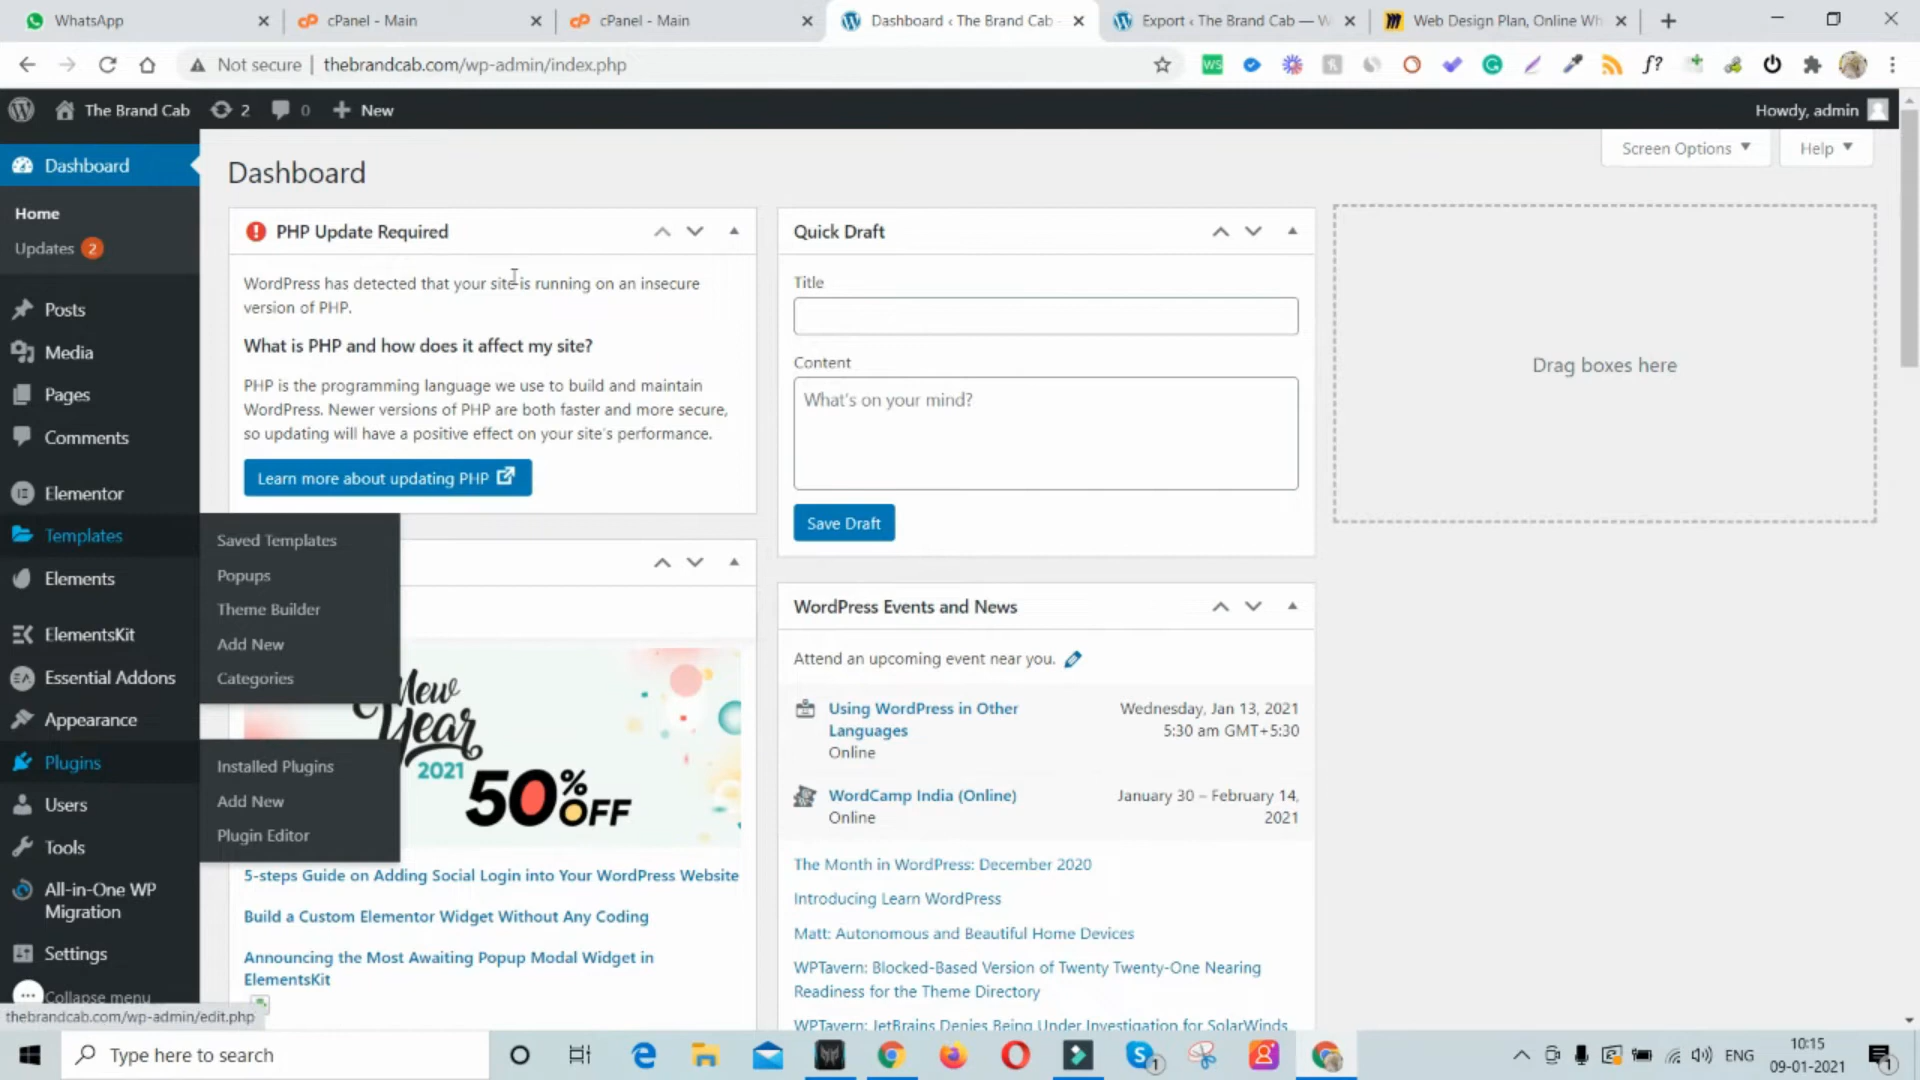 WhatsApp
cPanel - Main
cPanel - Main
Dashboard ‹ The Brand Cab
Export ‹ The Brand Cab — W
Web Design Plan, Online Wh
Not secure | thebrandcab.com/wp-admin/index.php
WS
f?
The Brand Cab
2
0
New
Howdy, admin
Dashboard
Home
Updates 2
Posts
Media
Pages
Comments
Elementor
Templates
Elements
ElementsKit
Essential Addons
Appearance
Plugins
Users
Tools
All-in-One WP
Migration
Settings
Collapse menu
thebrandcab.com/wp-admin/edit.php
Saved Templates
Popups
Theme Builder
Add New
Categories
Installed Plugins
Add New
Plugin Editor
Screen Options
Help
Dashboard
PHP Update Required
WordPress has detected that your site is running on an insecure
version of PHP.
What is PHP and how does it affect my site?
PHP is the programming language we use to build and maintain
WordPress. Newer versions of PHP are both faster and more secure,
so updating will have a positive effect on your site's performance.
Learn more about updating PHP
New
Year
2021
50% OFF
5-steps Guide on Adding Social Login into Your WordPress Website
Build a Custom Elementor Widget Without Any Coding
Announcing the Most Awaiting Popup Modal Widget in
ElementsKit
Quick Draft
Title
Content
What's on your mind?
Save Draft
WordPress Events and News
Attend an upcoming event near you.
Using WordPress in Other
Languages
Online
Wednesday, Jan 13, 2021
5:30 am GMT+5:30
WordCamp India (Online)
Online
January 30 – February 14,
2021
The Month in WordPress: December 2020
Introducing Learn WordPress
Matt: Autonomous and Beautiful Home Devices
WPTavern: Blocked-Based Version of Twenty Twenty-One Nearing
Readiness for the Theme Directory
WPTavern: JetBrains Denies Being Under Investigation for SolarWinds
Drag boxes here
Type here to search
1
ENG
10:15
09-01-2021
1